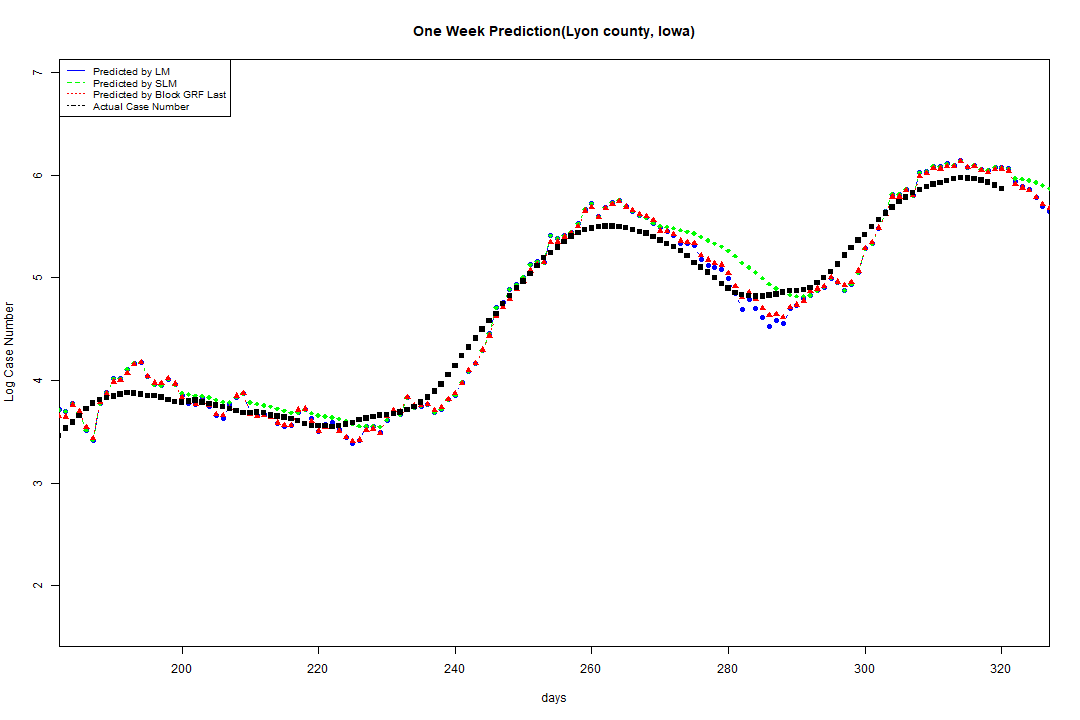 One Week Prediction(Lyon county, Iowa)
Predicted by LM
Predicted by SLM
Predicted by Block GRF Last
Actual Case Number
7
6
5
4
3
2
Log Case Number
200 220 240 260 280 300 320
days